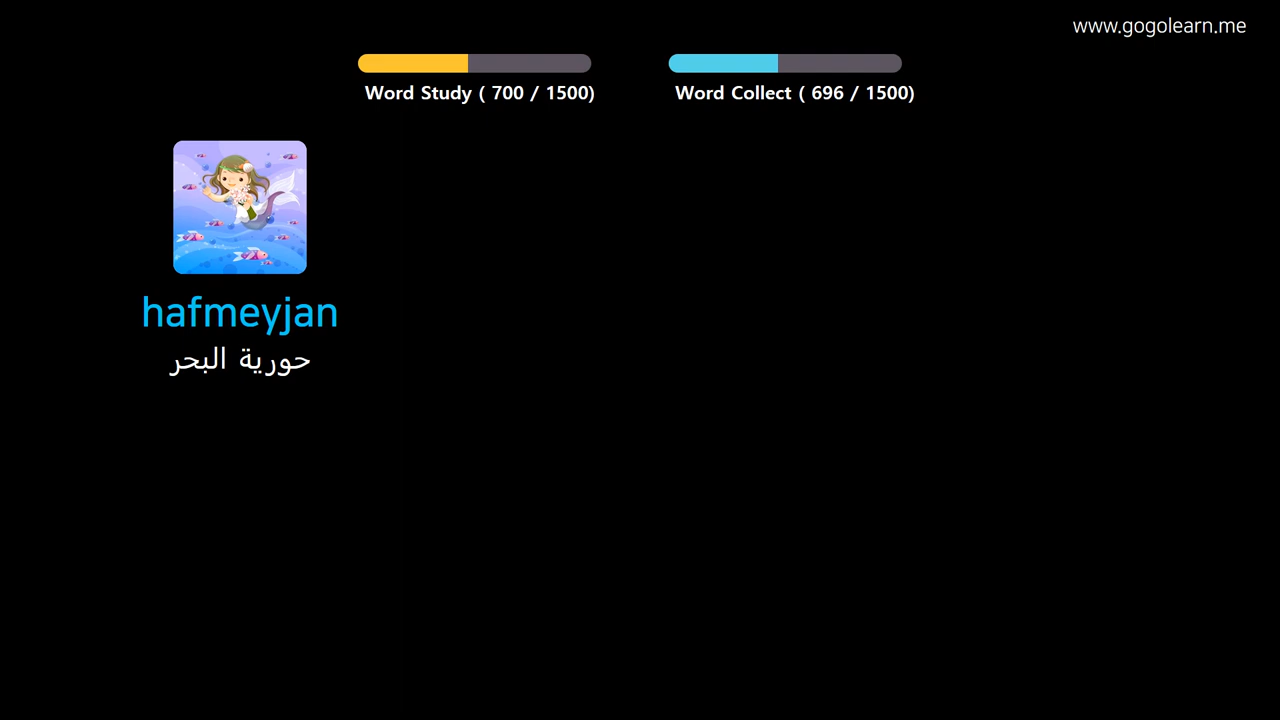 www.gogolearn.me
Word Study ( 700 / 1500)
Word Collect ( 696 / 1500)
hafmeyjan
حورية البحر